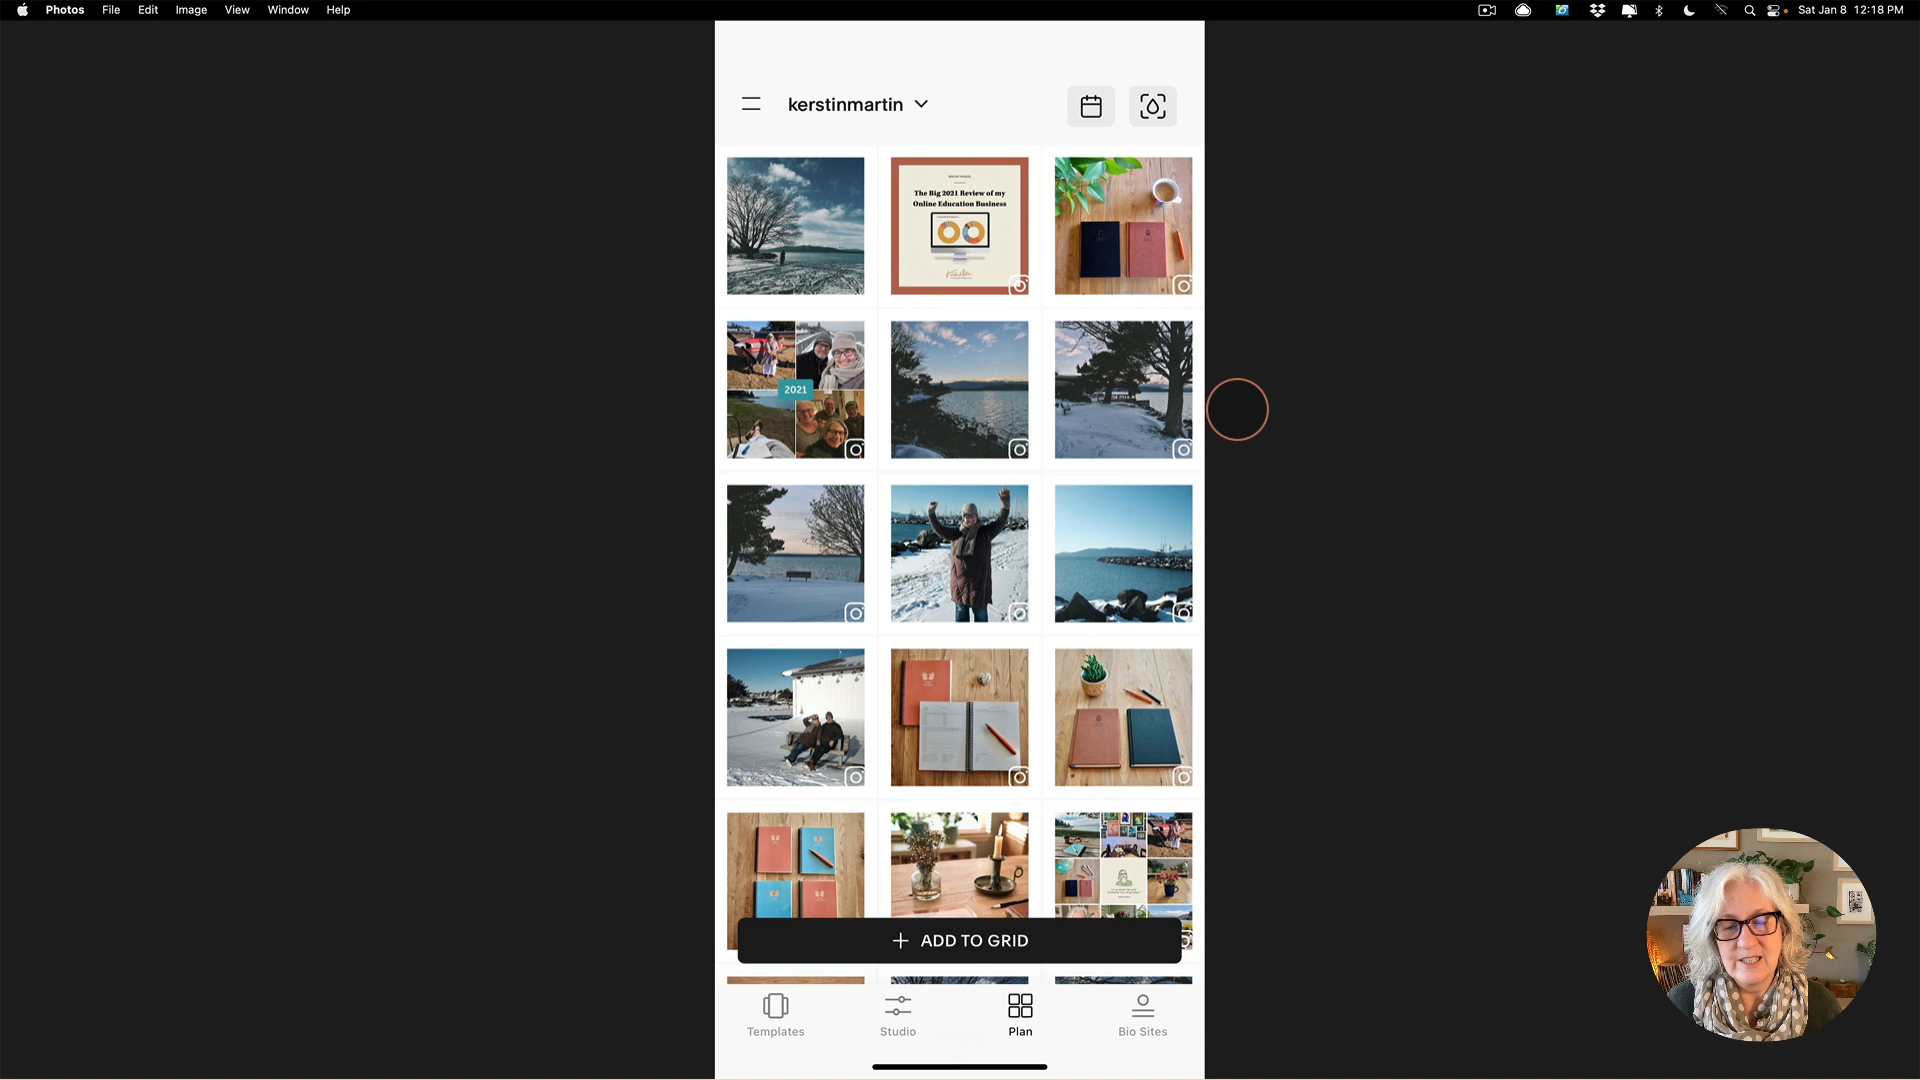 Photos File Edit Image View Window Help
Sat Jan 8 12:18 PM
kerstinmartin
The Big 2021 Review of my
Online Education Business
2021
+ ADD TO GRID
Templates Studio Plan Bio Sites